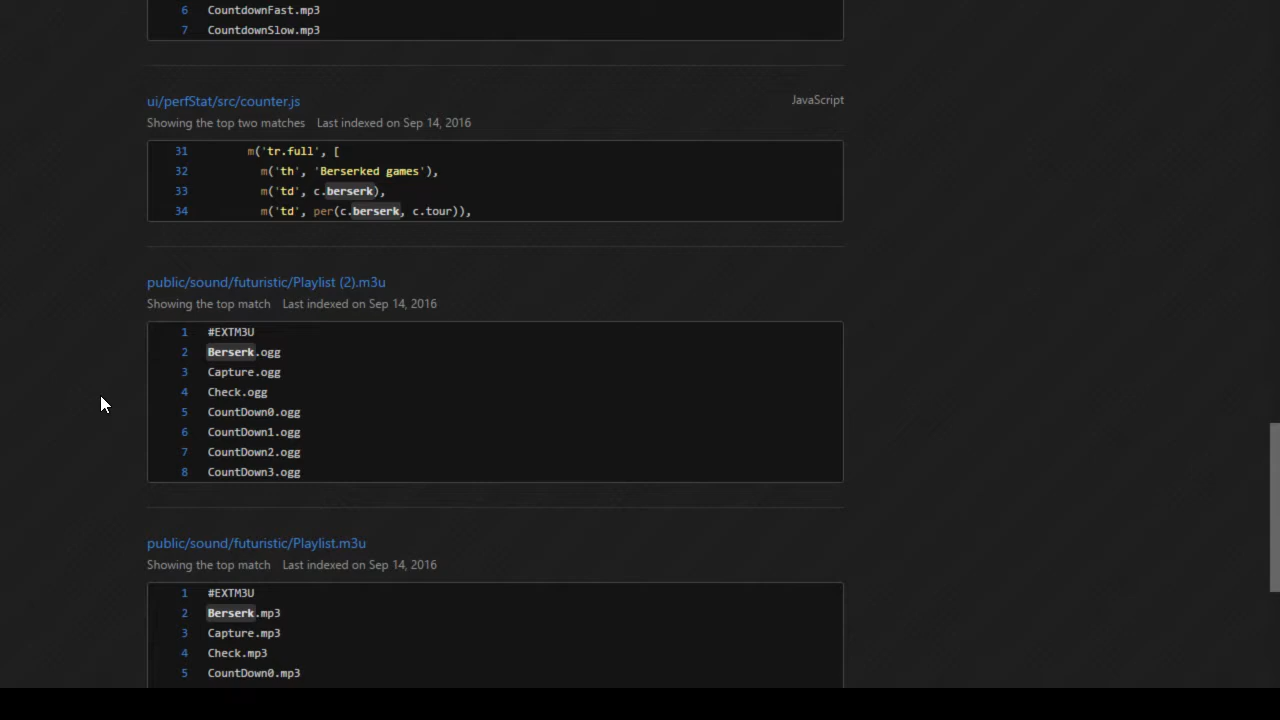 6 CountdownFast.mp3
7 CountdownSlow.mp3
ui/perfStat/src/counter.js JavaScript
Showing the top two matches Last indexed on Sep 14, 2016
31 m('tr.full', [
32 m('th', 'Berserked games'),
33 m('td', c.berserk),
34 m('td', per(c.berserk, c.tour)),
public/sound/futuristic/Playlist (2).m3u
Showing the top match Last indexed on Sep 14, 2016
1 #EXTM3U
2 Berserk.ogg
3 Capture.ogg
4 Check.ogg
5 CountDown0.ogg
6 CountDown1.ogg
7 CountDown2.ogg
8 CountDown3.ogg
public/sound/futuristic/Playlist.m3u
Showing the top match Last indexed on Sep 14, 2016
1 #EXTM3U
2 Berserk.mp3
3 Capture.mp3
4 Check.mp3
5 CountDown0.mp3